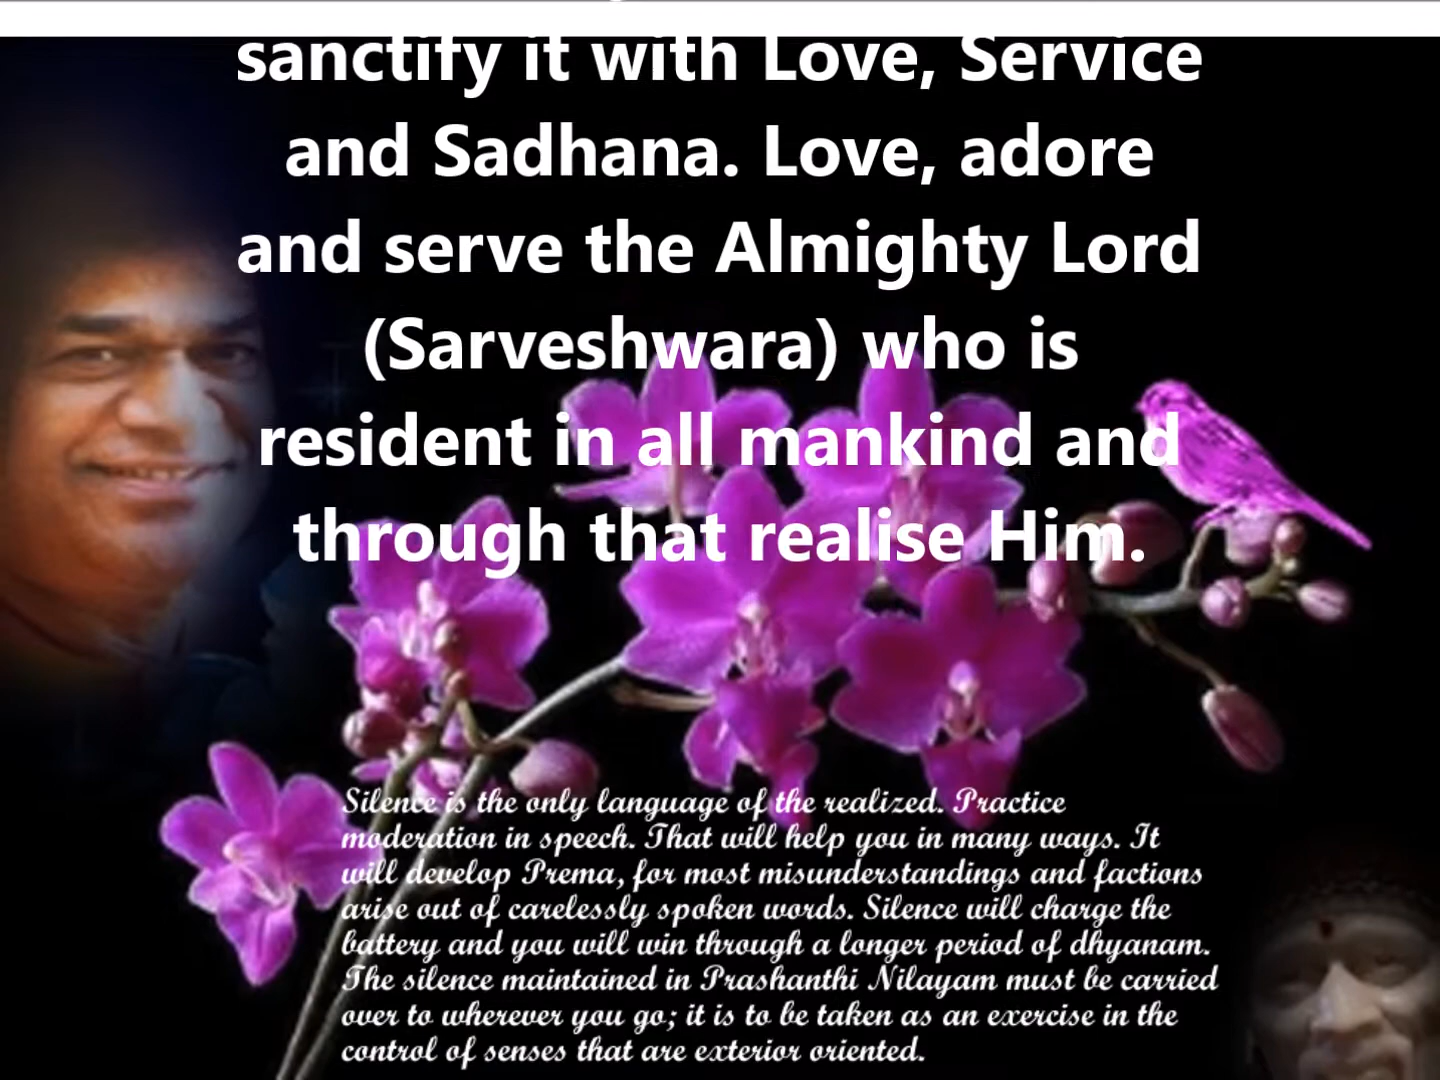 sanctify it with Love, Service
and Sadhana. Love, adore
and serve the Almighty Lord
(Sarveshwara) who is
resident in all mankind and
through that realise Him.
Silence is the only language of the realized. Practice
moderation in speech. That will help you in many ways. It
will develop Prema, for most misunderstandings and factions
arise out of carelessly spoken words. Silence will charge the
battery and you will win through a longer period of dhyanam.
The silence maintained in Prashanthi Nilayam must be carried
over to wherever you go; it is to be taken as an exercise in the
control of senses that are exterior oriented.